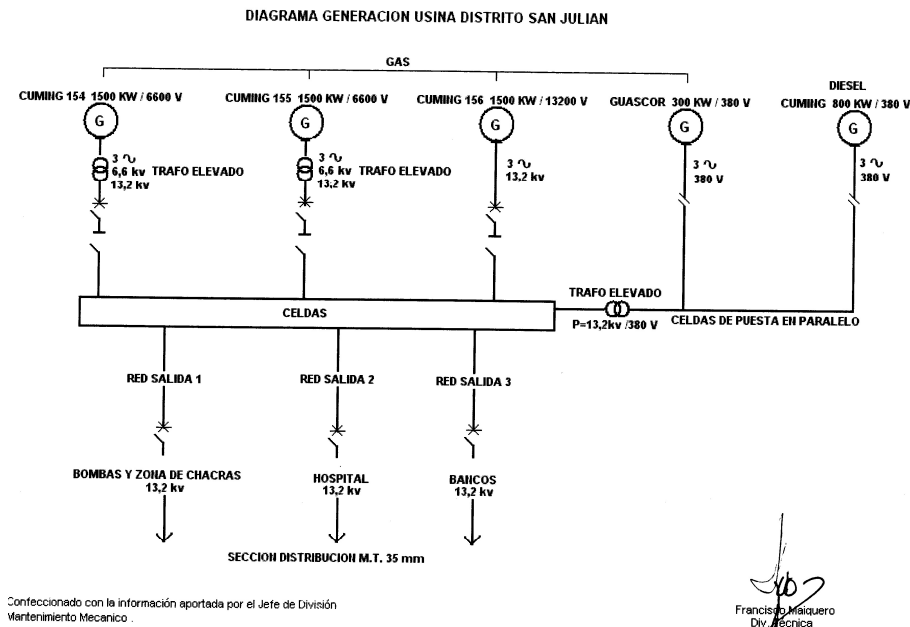 DIAGRAMA GENERACION USINA DISTRITO SAN JULIAN
GAS
CUMING 154 1500 KW / 6600 V
CUMING 155 1500 KW / 6600 V
CUMING 156 1500 KW / 13200 V
GUASCOR 300 KW / 380 V
DIESEL
CUMING 800 KW / 380 V
G
G
G
G
G
3 ∿
6,6 kv TRAFO ELEVADO
13,2 kv
3 ∿
6,6 kv TRAFO ELEVADO
13,2 kv
3 ∿
13,2 kv
3 ∿
380 V
3 ∿
380 V
CELDAS
TRAFO ELEVADO
P=13,2kv /380 V
CELDAS DE PUESTA EN PARALELO
RED SALIDA 1
RED SALIDA 2
RED SALIDA 3
BOMBAS Y ZONA DE CHACRAS
13,2 kv
HOSPITAL
13,2 kv
BANCOS
13,2 kv
SECCION DISTRIBUCION M.T. 35 mm
Confeccionado con la información aportada por el Jefe de División
Mantenimiento Mecanico .
Francisco Maiquero
Div. Técnica